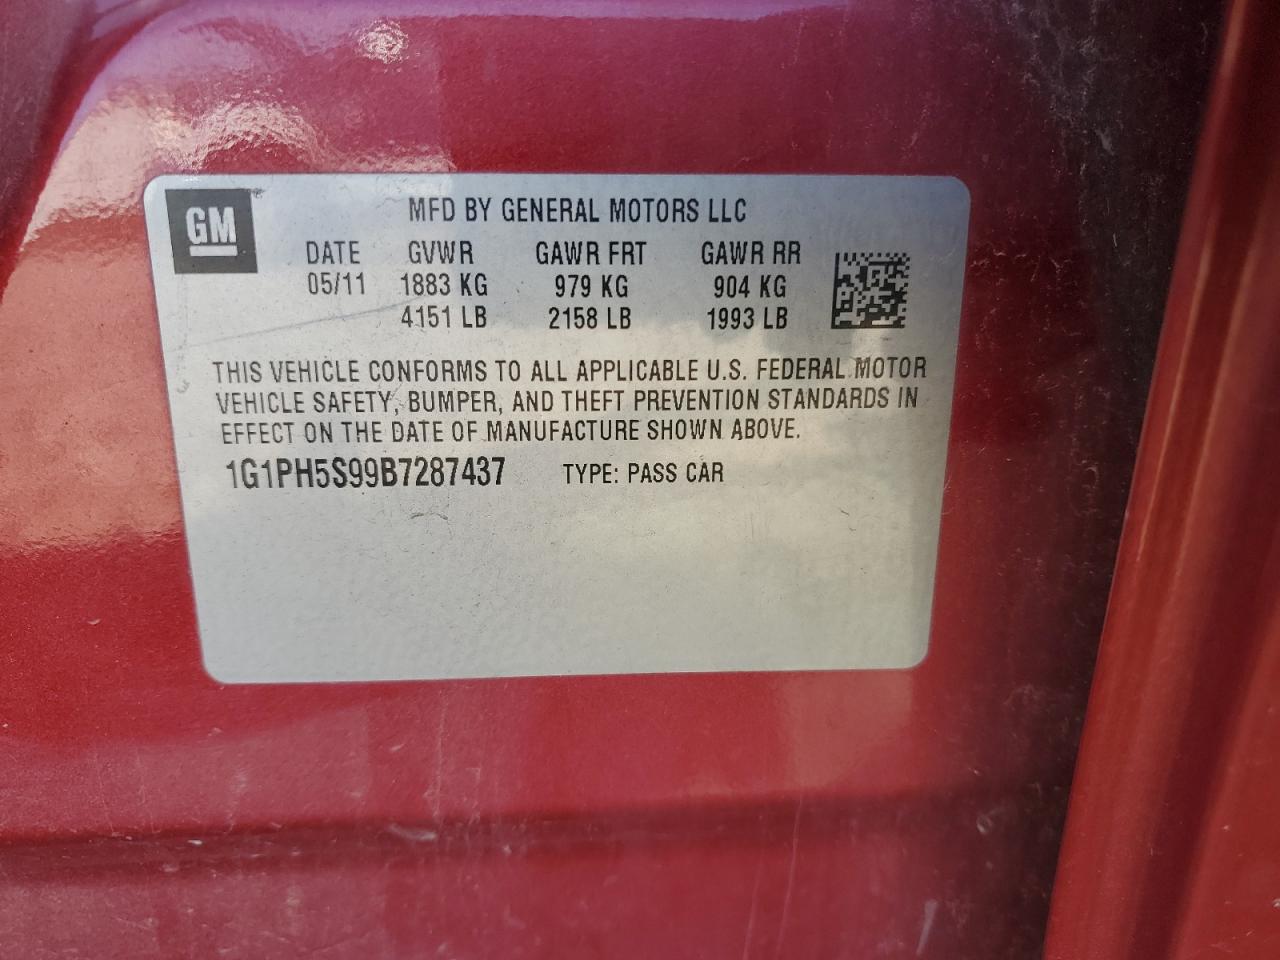 GM
MFD BY GENERAL MOTORS LLC
DATE GVWR GAWR FRT GAWR RR
05/11 1883 KG 979 KG 904 KG
4151 LB 2158 LB 1993 LB
THIS VEHICLE CONFORMS TO ALL APPLICABLE U.S. FEDERAL MOTOR
VEHICLE SAFETY, BUMPER, AND THEFT PREVENTION STANDARDS IN
EFFECT ON THE DATE OF MANUFACTURE SHOWN ABOVE.
1G1PH5S99B7287437 TYPE: PASS CAR